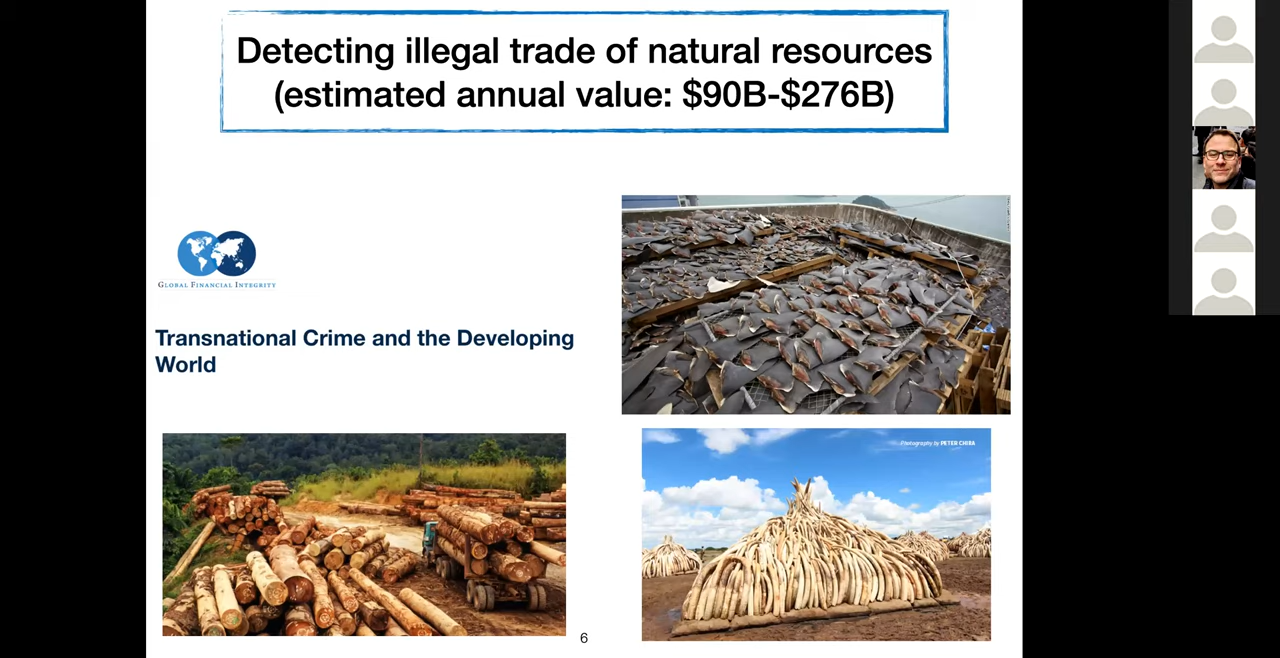 Detecting illegal trade of natural resources
(estimated annual value: $90B-$276B)
GLOBAL FINANCIAL INTEGRITY
Transnational Crime and the Developing
World
Photography by PETER CHIRA
6